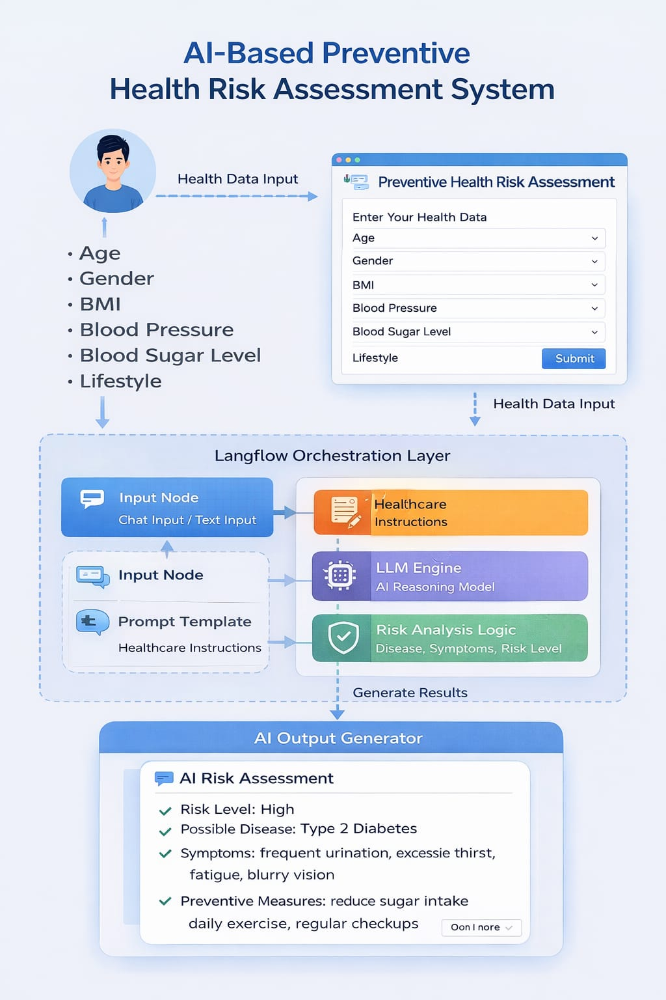 AI-Based Preventive
Health Risk Assessment System
Health Data Input
Age
Gender
BMI
Blood Pressure
Blood Sugar Level
Lifestyle
Preventive Health Risk Assessment
Enter Your Health Data
Age
Gender
BMI
Blood Pressure
Blood Sugar Level
Lifestyle
Submit
Health Data Input
Langflow Orchestration Layer
Input Node
Chat Input / Text Input
Input Node
Prompt Template
Healthcare Instructions
Healthcare
Instructions
LLM Engine
AI Reasoning Model
Risk Analysis Logic
Disease, Symptoms, Risk Level
Generate Results
AI Output Generator
AI Risk Assessment
Risk Level: High
Possible Disease: Type 2 Diabetes
Symptoms: frequent urination, excessie thirst,
fatigue, blurry vision
Preventive Measures: reduce sugar intake
daily exercise, regular checkups
Oon I nore